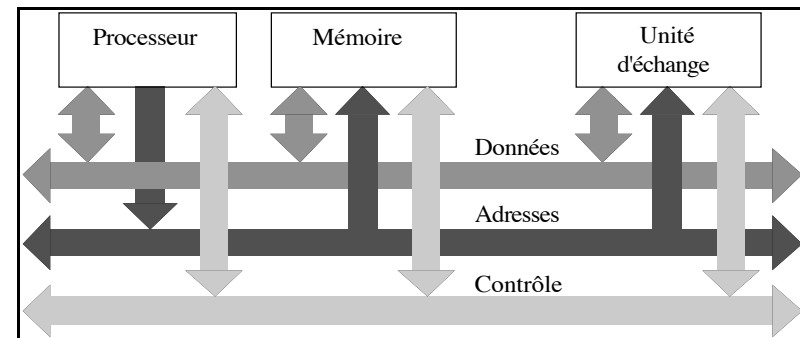 Processeur
Mémoire
Unité
d'échange
Données
Adresses
Contrôle